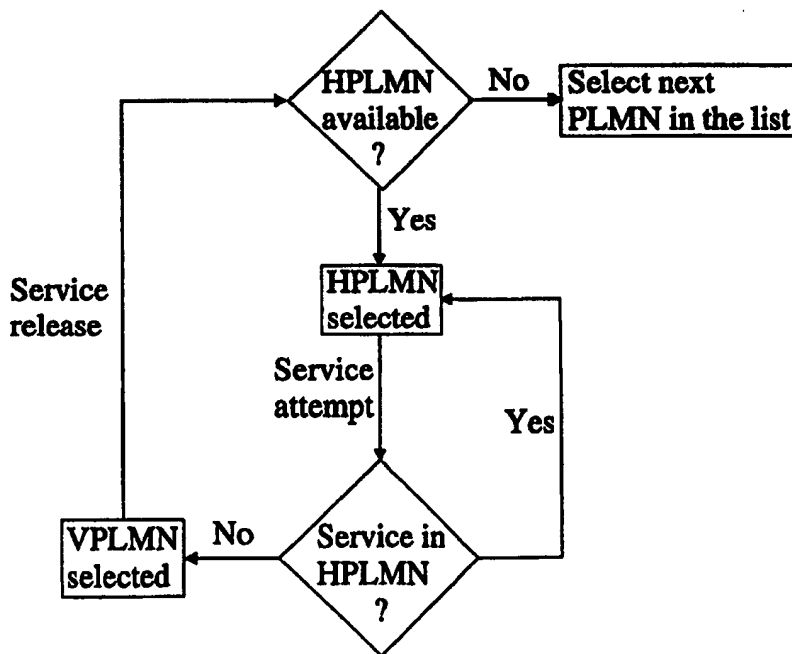 HPLMN
available
?
No
Select next
PLMN in the list
Yes
HPLMN
selected
Service
release
Service
attempt
Yes
VPLMN
selected
No
Service in
HPLMN
?